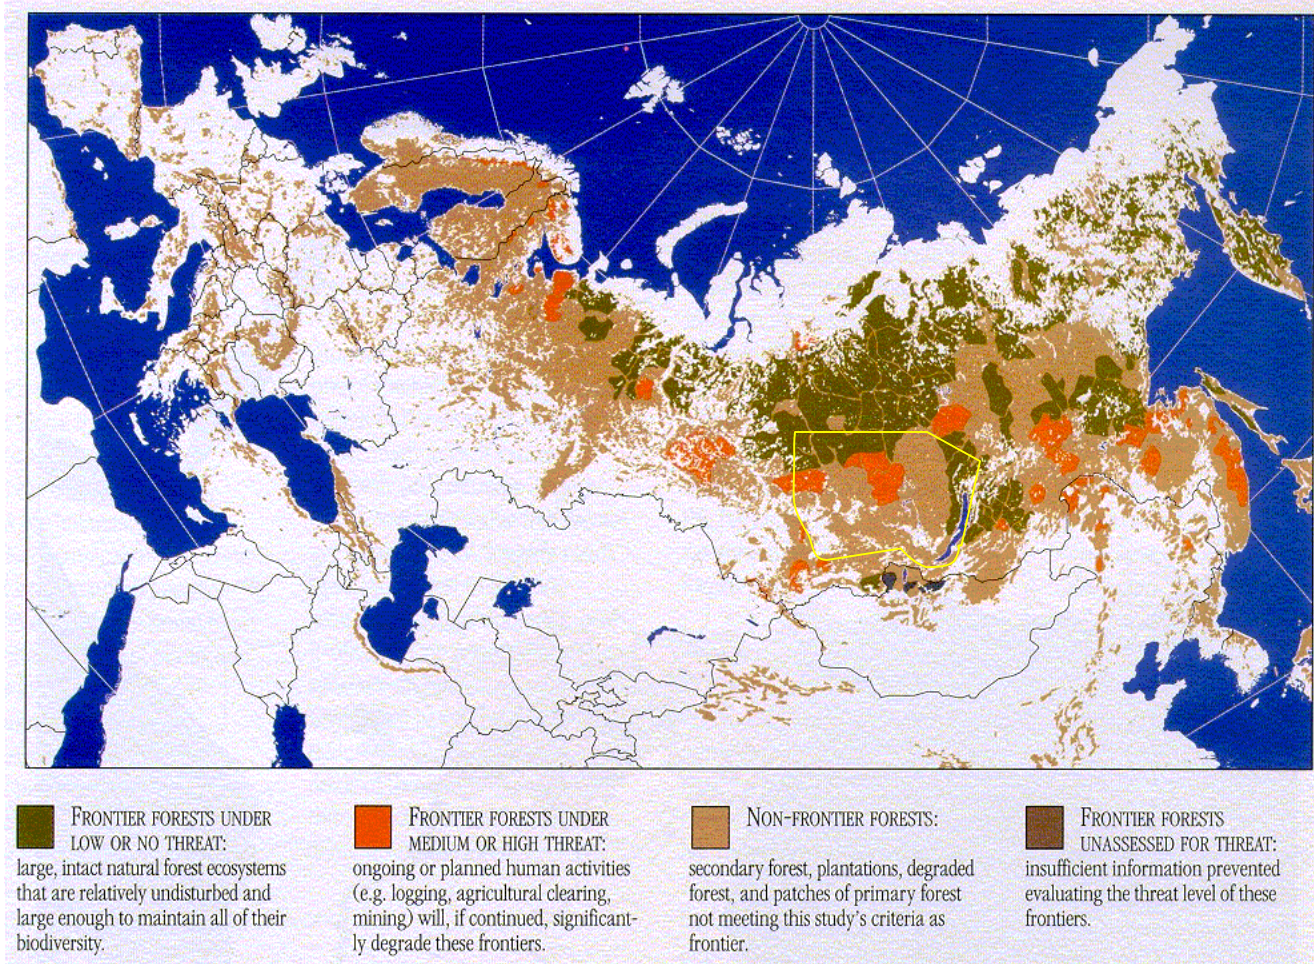 FRONTIER FORESTS UNDER
LOW OR NO THREAT:
large, intact natural forest ecosystems
that are relatively undisturbed and
large enough to maintain all of their
biodiversity.
FRONTIER FORESTS UNDER
MEDIUM OR HIGH THREAT:
ongoing or planned human activities
(e.g. logging, agricultural clearing,
mining) will, if continued, significant-
ly degrade these frontiers.
NON-FRONTIER FORESTS:
secondary forest, plantations, degraded
forest, and patches of primary forest
not meeting this study's criteria as
frontier.
FRONTIER FORESTS
UNASSESSED FOR THREAT:
insufficient information prevented
evaluating the threat level of these
frontiers.